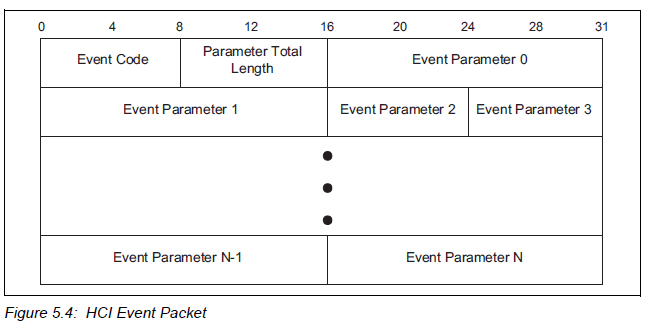 0 4 8 12 16 20 24 28 31
Event Code
Parameter Total
Length
Event Parameter 0
Event Parameter 1
Event Parameter 2
Event Parameter 3
Event Parameter N-1
Event Parameter N
Figure 5.4: HCI Event Packet